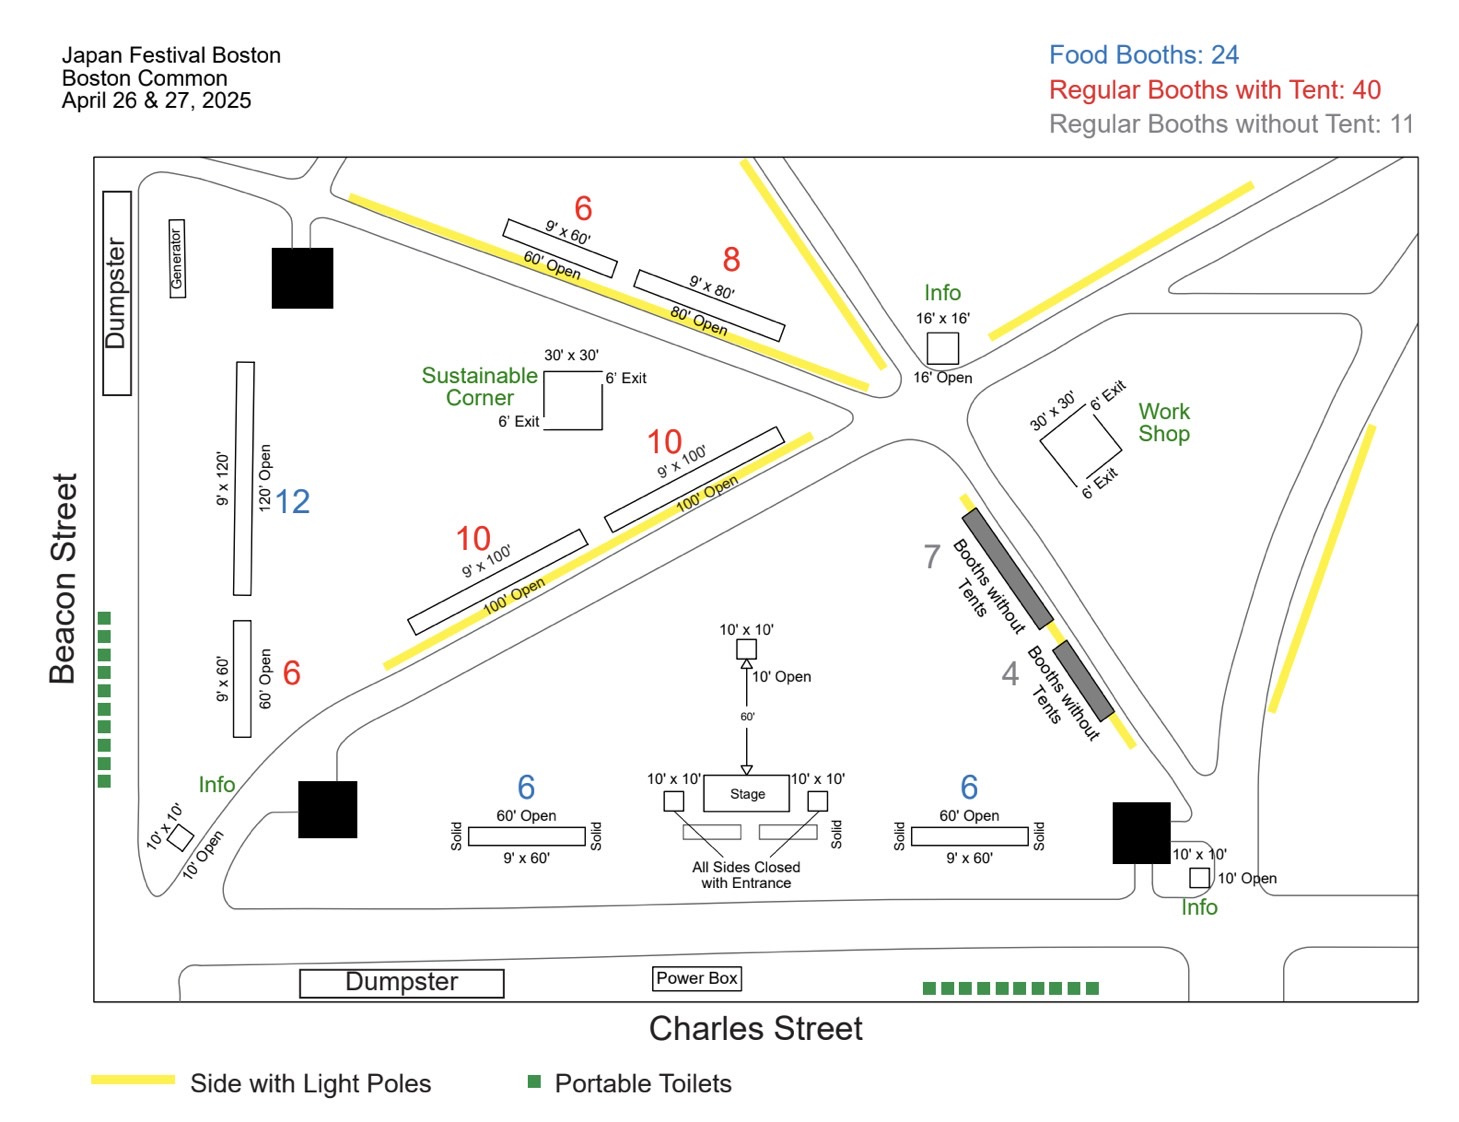 Japan Festival Boston
Boston Common
April 26 & 27, 2025
Food Booths: 24
Regular Booths with Tent: 40
Regular Booths without Tent: 11
Dumpster
Generator
6
9' x 60'
60' Open
8
9' x 80'
80' Open
Info
16' x 16'
16' Open
30' x 30'
Sustainable
Corner
6' Exit
6' Exit
30' x 30'
6' Exit
6' Exit
Work
Shop
10
9' x 100'
100' Open
10
9' x 100'
100' Open
9' x 120'
120' Open
12
Beacon Street
9' x 60'
60' Open
6
7
Booths without
Tents
4
Booths without
Tents
10' x 10'
10' Open
60'
Info
10' x 10'
10' Open
6
60' Open
Solid
Solid
9' x 60'
10' x 10'
Stage
10' x 10'
Solid
All Sides Closed
with Entrance
6
60' Open
Solid
Solid
9' x 60'
10' x 10'
10' Open
Info
Dumpster
Power Box
Charles Street
Side with Light Poles
Portable Toilets